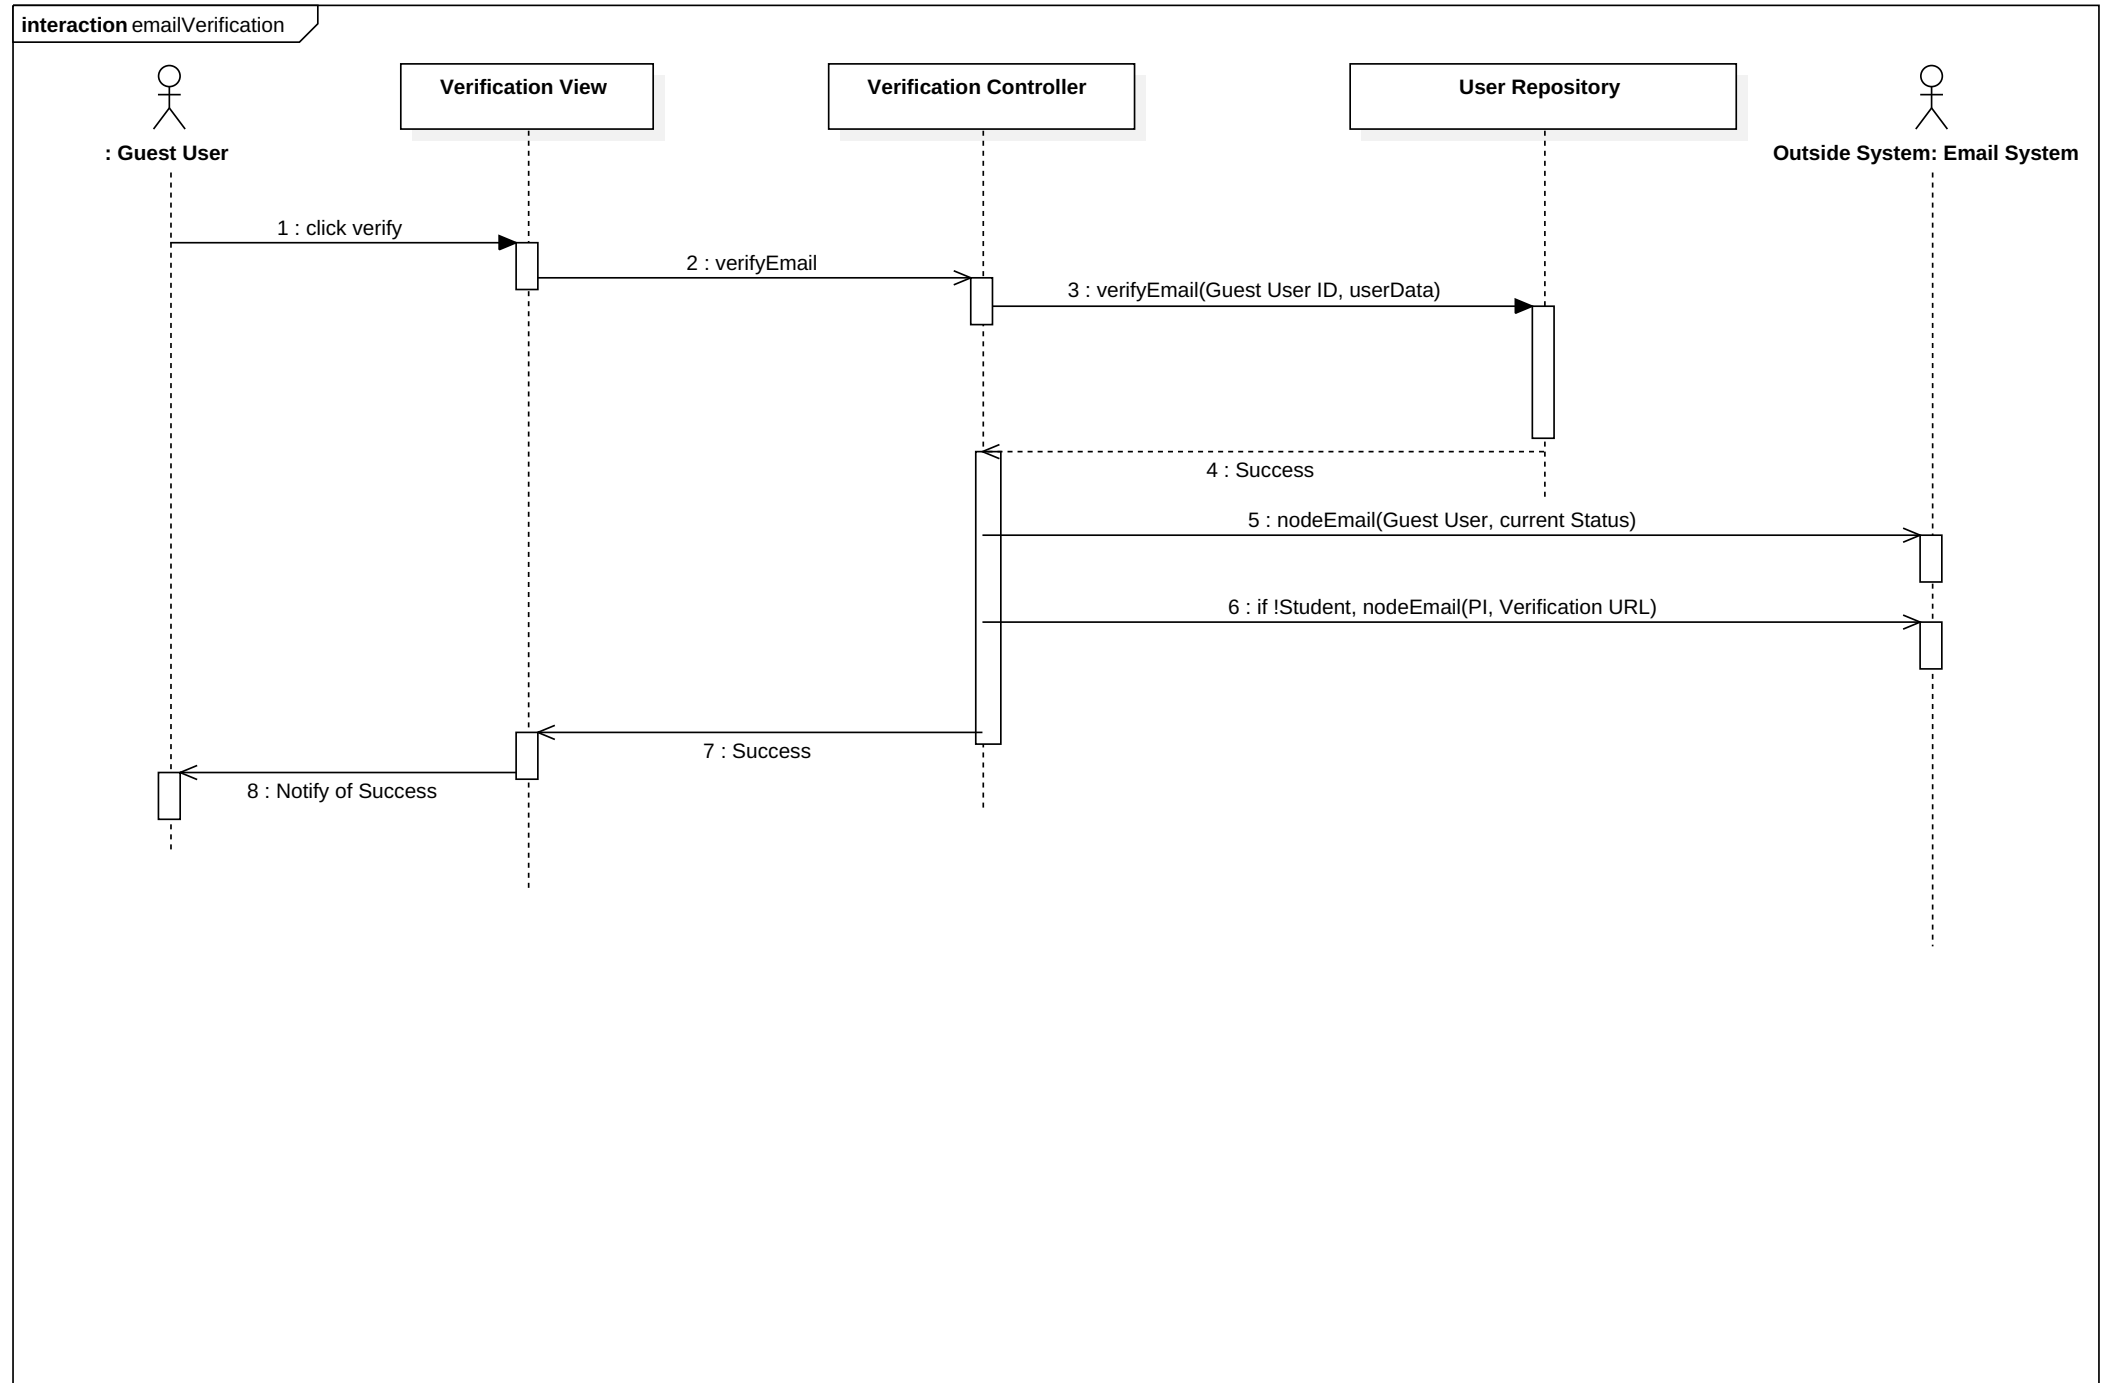 interaction emailVerification
Verification View
Verification Controller
User Repository
: Guest User
Outside System: Email System
1 : click verify
2 : verifyEmail
3 : verifyEmail(Guest User ID, userData)
4 : Success
5 : nodeEmail(Guest User, current Status)
6 : if !Student, nodeEmail(PI, Verification URL)
7 : Success
8 : Notify of Success